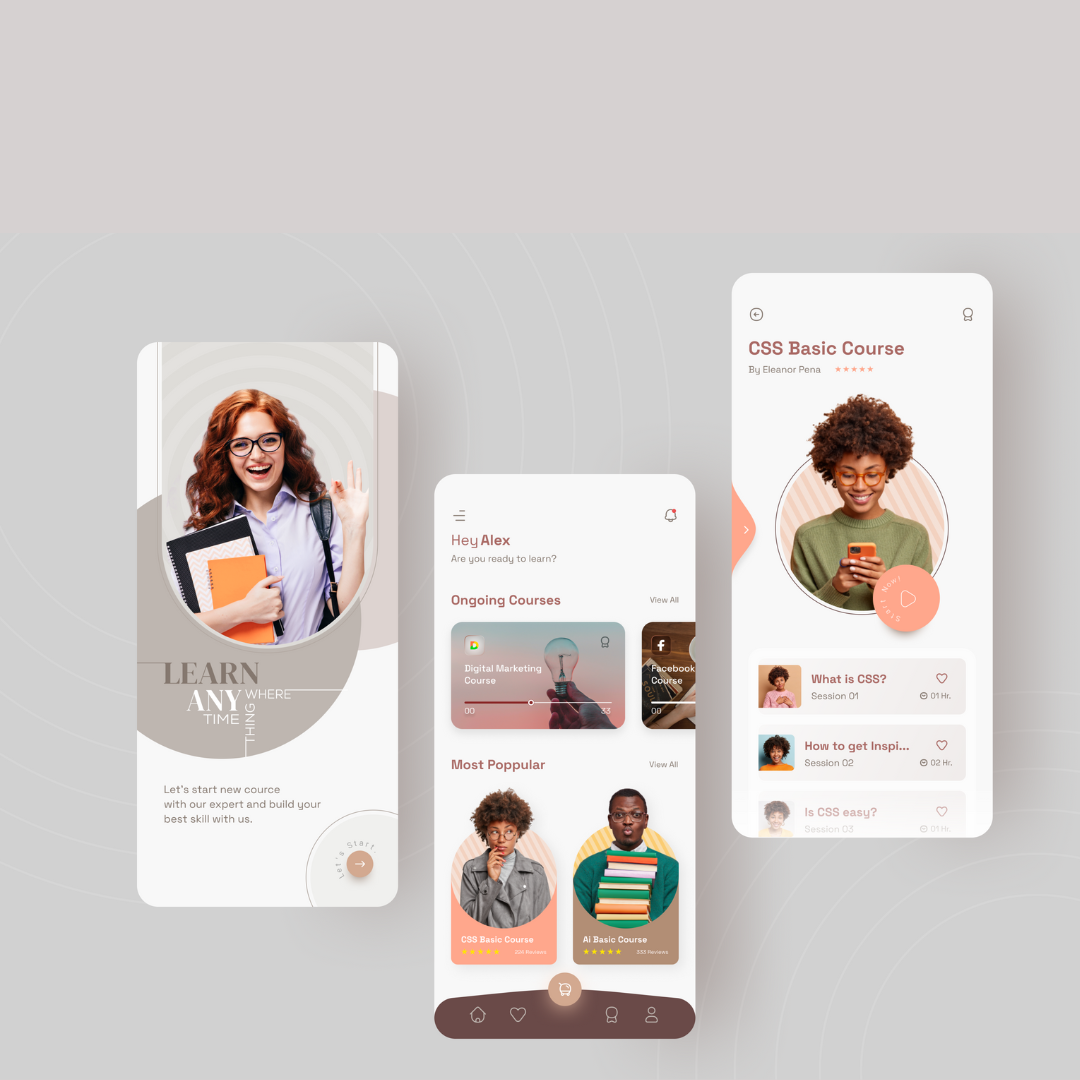 LEARN
ANY WHERE
TIME THING
Let's start new cource
with our expert and build your
best skill with us.
Let's Start.
Hey Alex
Are you ready to learn?
Ongoing Courses View All
Digital Marketing
Course
00 33
Facebook
Course
00
Most Poppular View All
CSS Basic Course
Ai Basic Course
333 Reviews
CSS Basic Course
By Eleanor Pena
Start Now!
What is CSS?
Session 01 01 Hr.
How to get Inspi...
Session 02 02 Hr.
Is CSS easy?
Session 03 01 Hr.